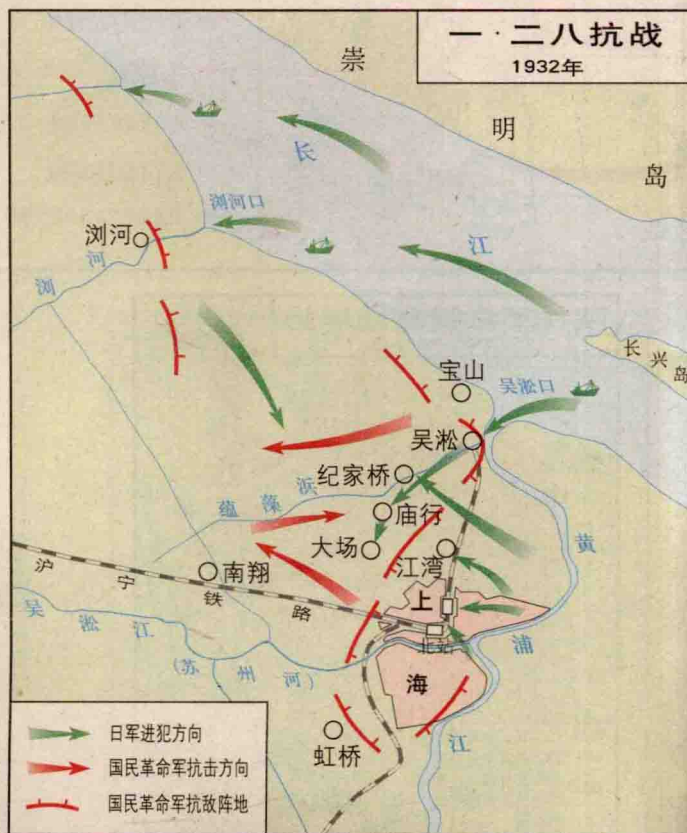 一·二八抗战
1932年
崇
明
岛
长
江
浏河口
浏河
浏
河
长兴岛
宝山
吴淞口
吴淞
纪家桥
蕴藻浜
庙行
大场
江湾
黄
浦
江
南翔
沪宁铁路
吴淞江
(苏州河)
上
海
北站
虹桥
日军进犯方向
国民革命军抗击方向
国民革命军抗敌阵地